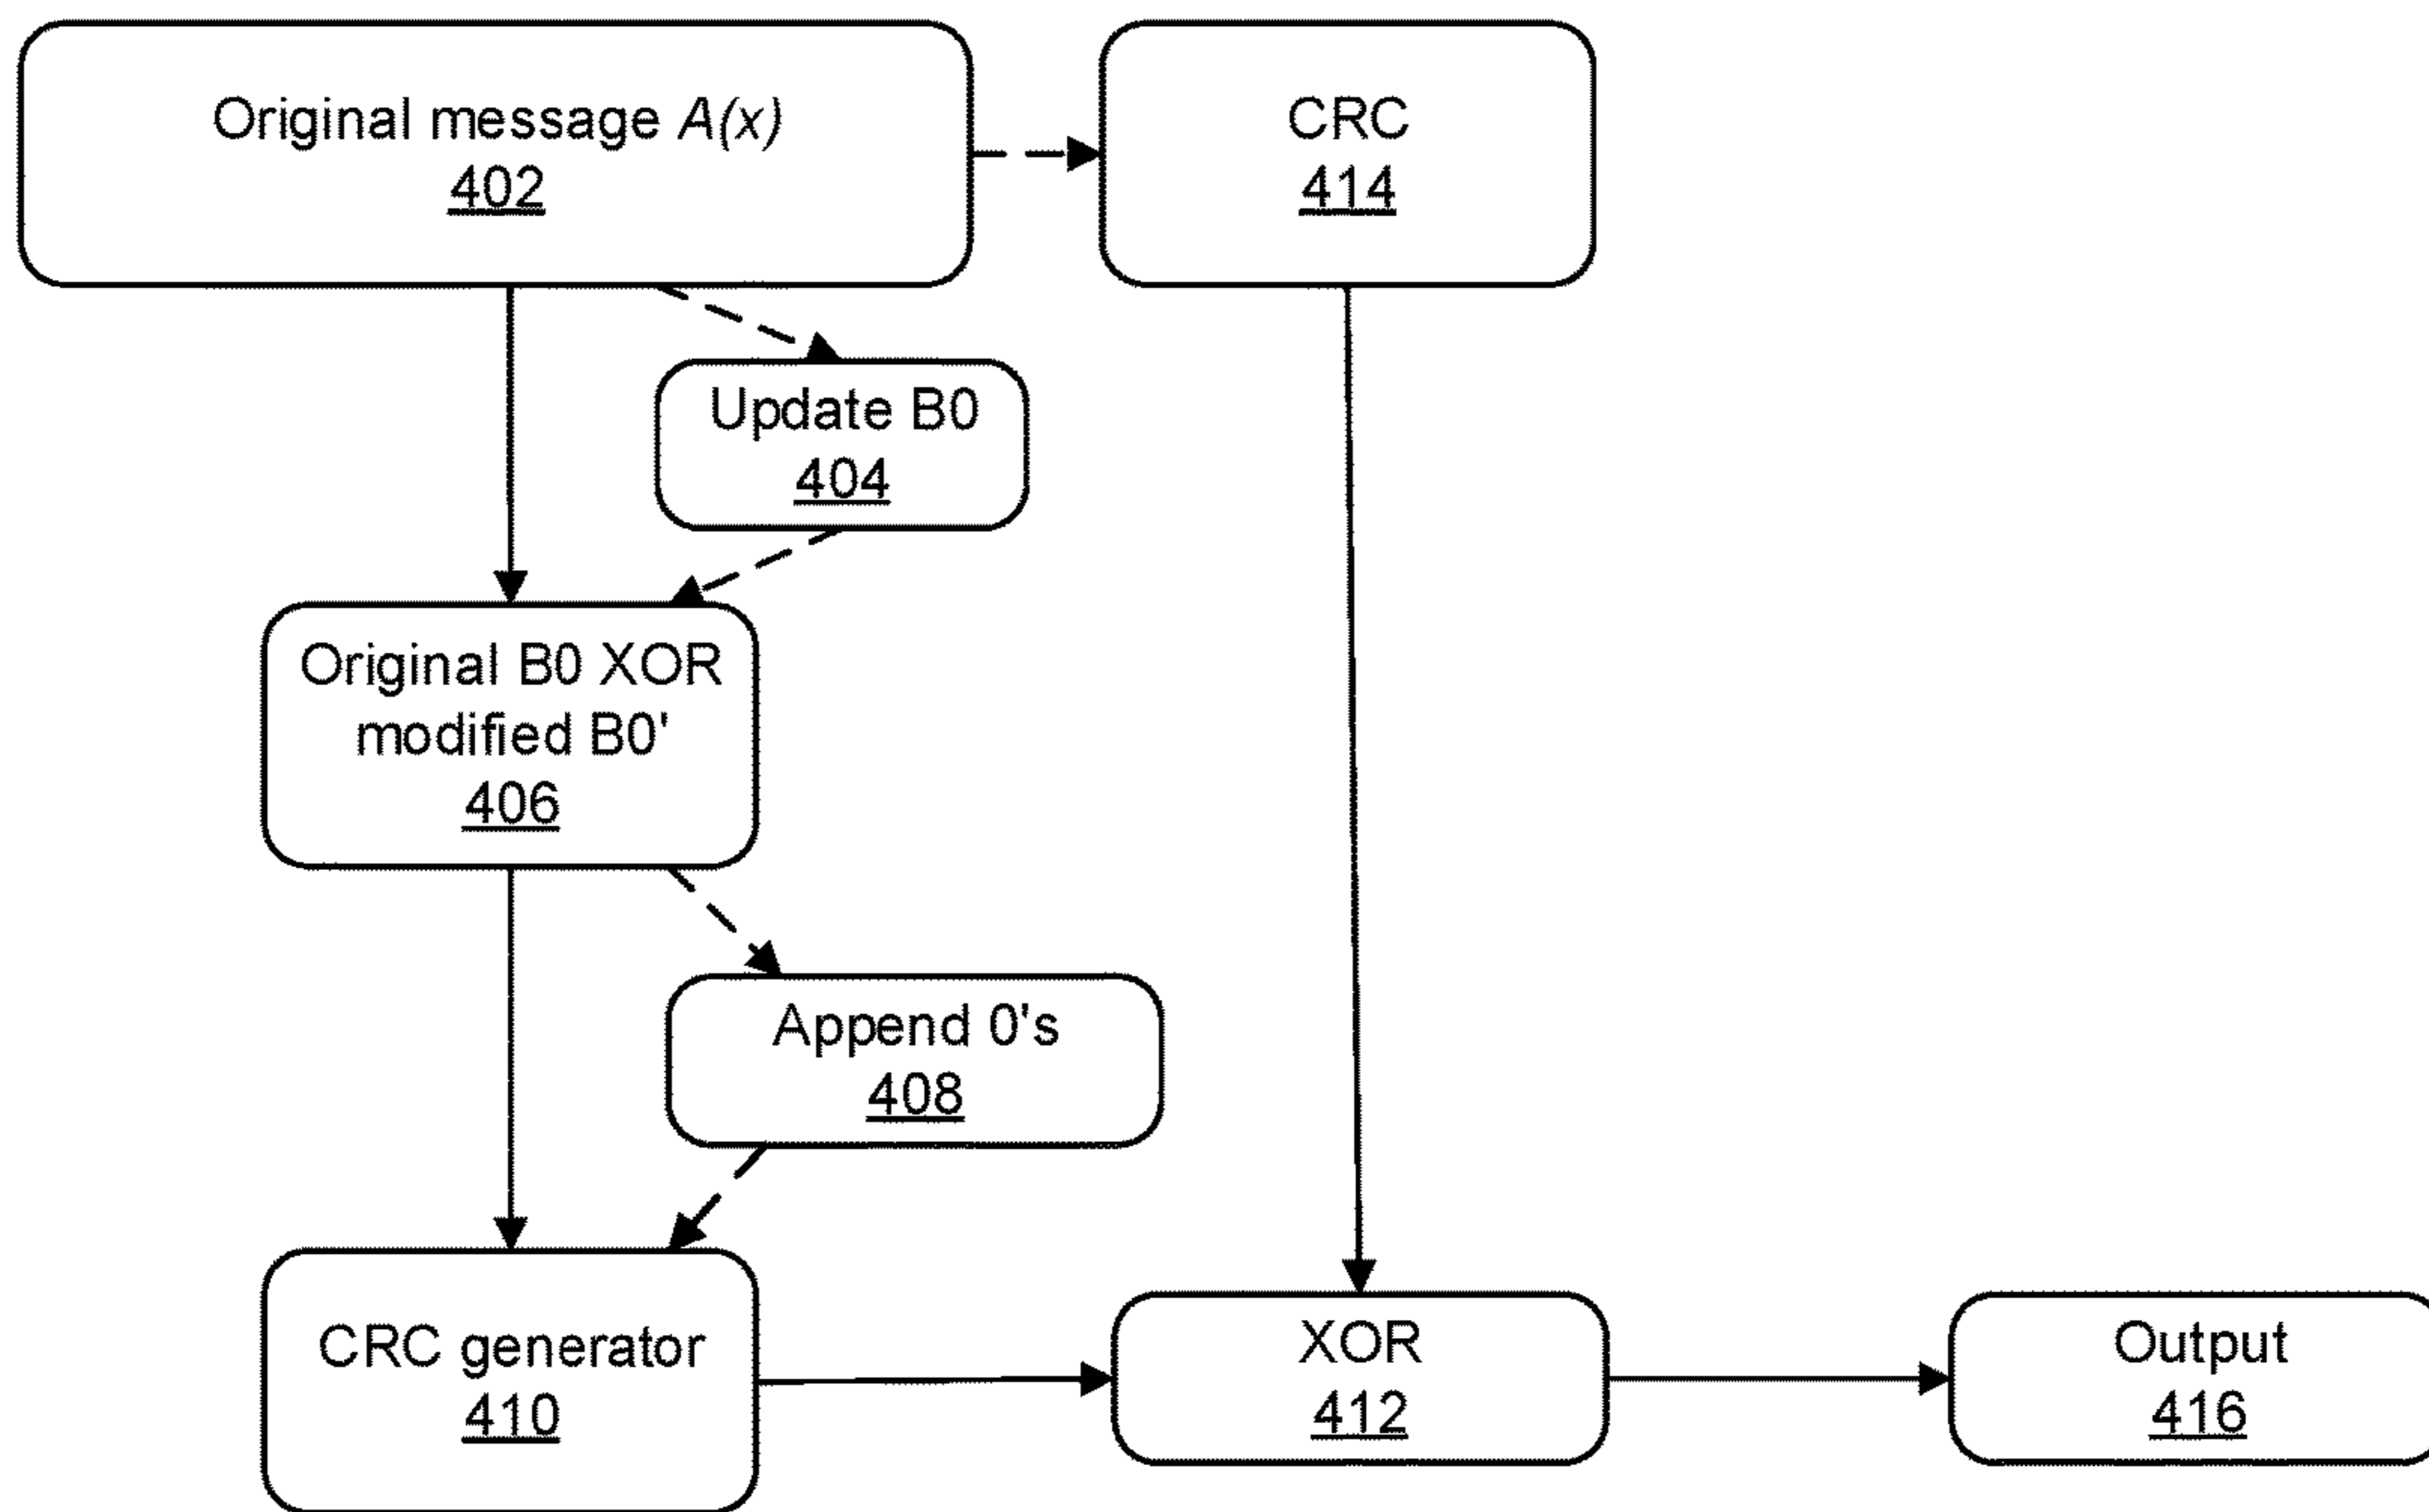 Original message A(x)
402
CRC
414
Update B0
404
Original B0 XOR
modified B0'
406
Append 0's
408
CRC generator
410
XOR
412
Output
416